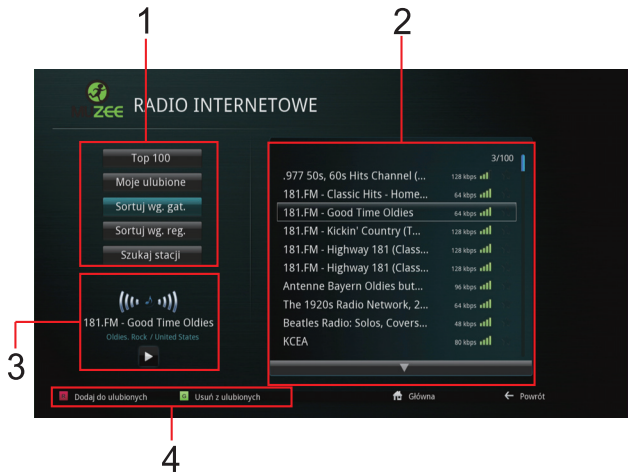 1
2
ZEE RADIO INTERNETOWE
Top 100
Moje ulubione
Sortuj wg. gat.
Sortuj wg. reg.
Szukaj stacji
3/100
.977 50s, 60s Hits Channel (... 128 kbps
181.FM - Classic Hits - Home... 64 kbps
181.FM - Good Time Oldies 64 kbps
181.FM - Kickin' Country (T... 128 kbps
181.FM - Highway 181 (Class... 128 kbps
181.FM - Highway 181 (Class... 128 kbps
Antenne Bayern Oldies but... 96 kbps
The 1920s Radio Network, 2... 64 kbps
Beatles Radio: Solos, Covers... 48 kbps
KCEA 80 kbps
181.FM - Good Time Oldies
Oldies. Rock / United States
3
Dodaj do ulubionych
Usuń z ulubionych
Główna
Powrót
4